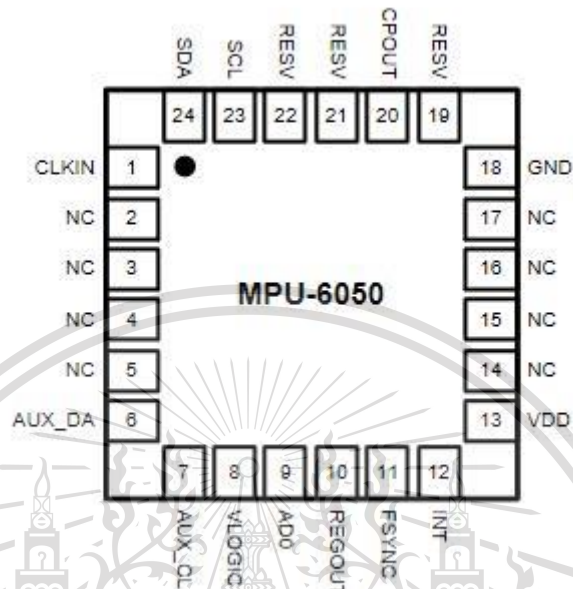 SDA SCL RESV RESV CPOUT RESV
24 23 22 21 20 19
CLKIN 1 18 GND
NC 2 17 NC
NC 3 16 NC
MPU-6050
NC 4 15 NC
NC 5 14 NC
AUX_DA 6 13 VDD
7 8 9 10 11 12
AUX_CL VLOGIC AD0 REGOUT FSYNC INT